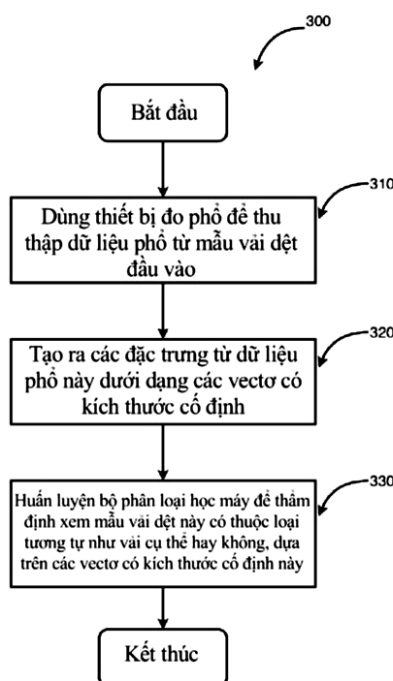 300
Bắt đầu
310
Dùng thiết bị đo phổ để thu
thập dữ liệu phổ từ mẫu vải dệt
đầu vào
320
Tạo ra các đặc trưng từ dữ liệu
phổ này dưới dạng các vectơ có
kích thước cố định
330
Huấn luyện bộ phân loại học máy để thẩm
định xem mẫu vải dệt này có thuộc loại
tương tự như vải cụ thể hay không, dựa
trên các vectơ có kích thước cố định này
Kết thúc